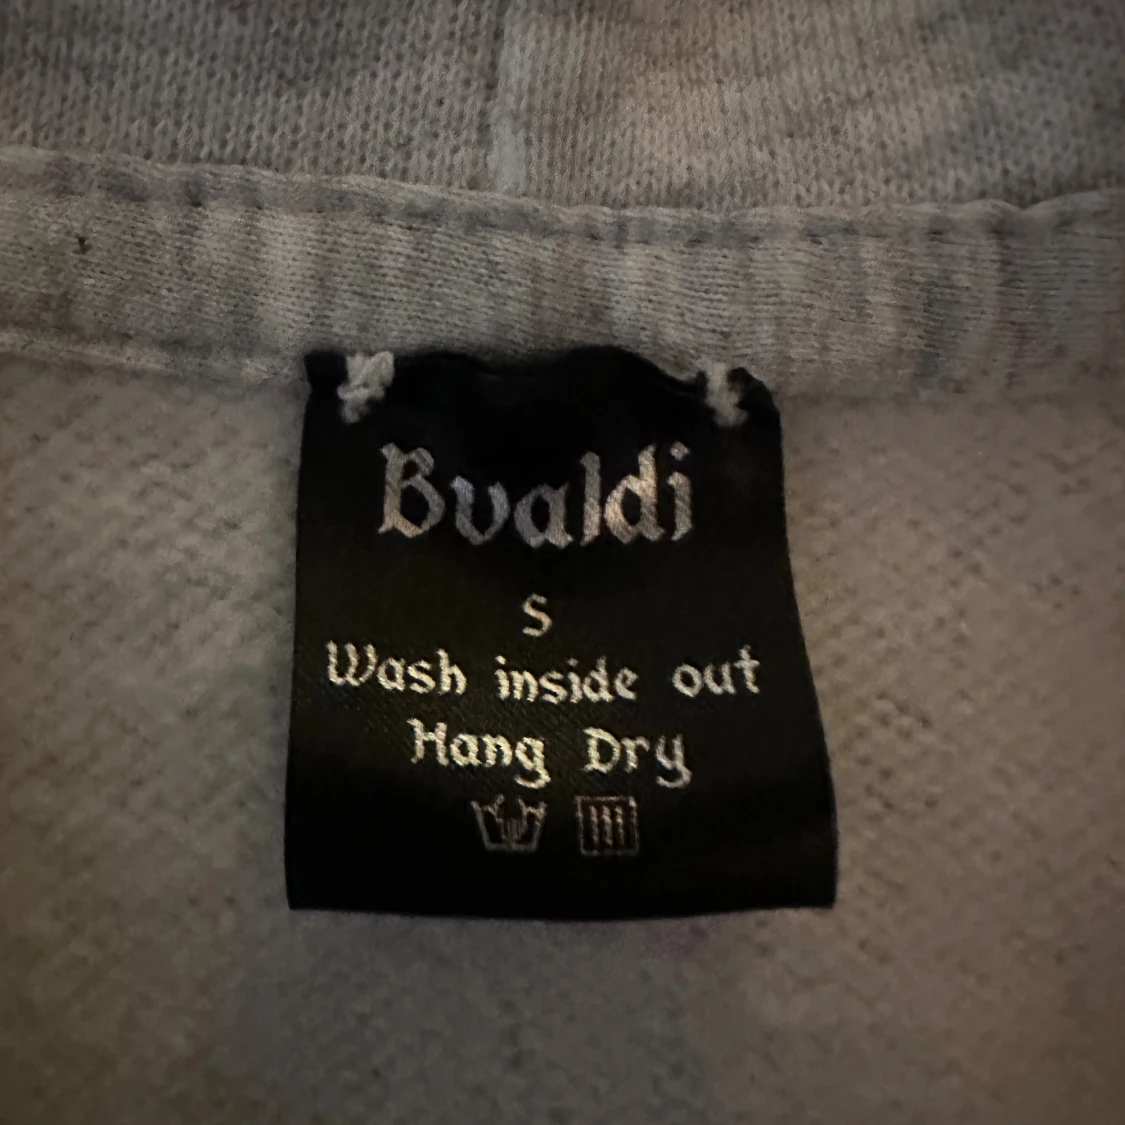 Bvaldi
S
Wash inside out
Hang Dry